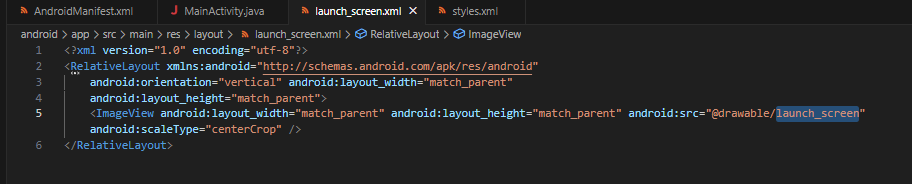 AndroidManifest.xml J MainActivity.java launch_screen.xml × styles.xml
android > app > src > main > res > layout > launch_screen.xml > RelativeLayout > ImageView
1 <?xml version="1.0" encoding="utf-8"?>
2 <RelativeLayout xmlns:android="http://schemas.android.com/apk/res/android"
3 android:orientation="vertical" android:layout_width="match_parent"
4 android:layout_height="match_parent">
5 <ImageView android:layout_width="match_parent" android:layout_height="match_parent" android:src="@drawable/launch_screen"
android:scaleType="centerCrop" />
6 </RelativeLayout>